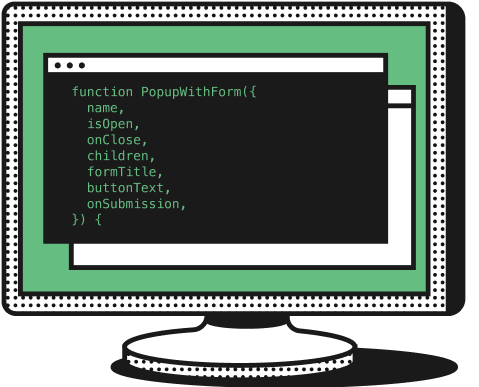 function PopupWithForm({
  name,
  isOpen,
  onClose,
  children,
  formTitle,
  buttonText,
  onSubmission,
}) {